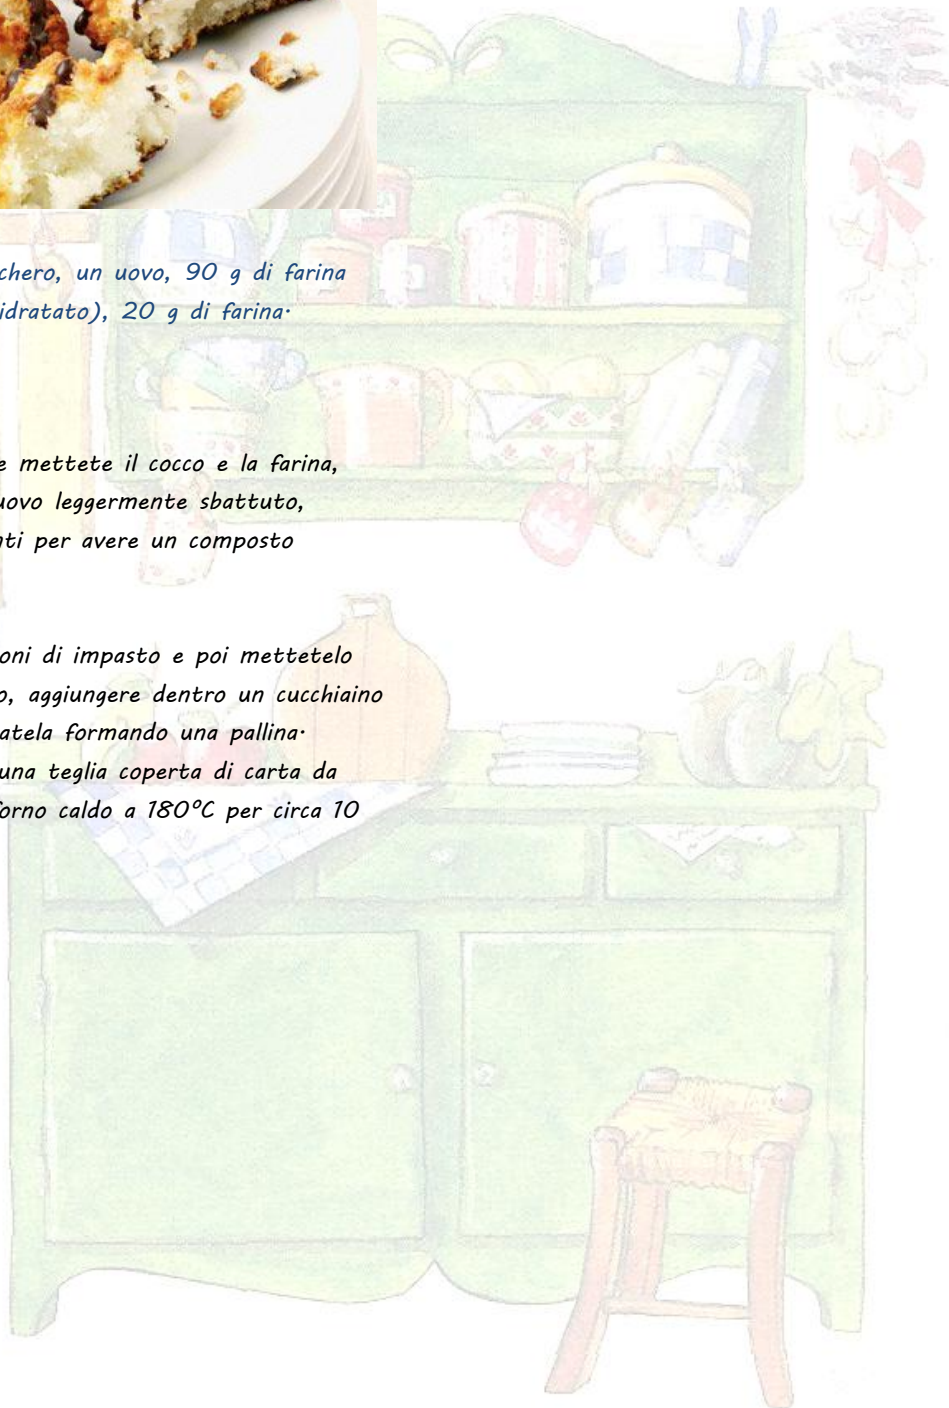 chero, un uovo, 90 g di farina
idratato), 20 g di farina·
e mettete il cocco e la farina,
uovo leggermente sbattuto,
nti per avere un composto
oni di impasto e poi mettetelo
o, aggiungere dentro un cucchiaino
atela formando una pallina·
una teglia coperta di carta da
forno caldo a 180°C per circa 10